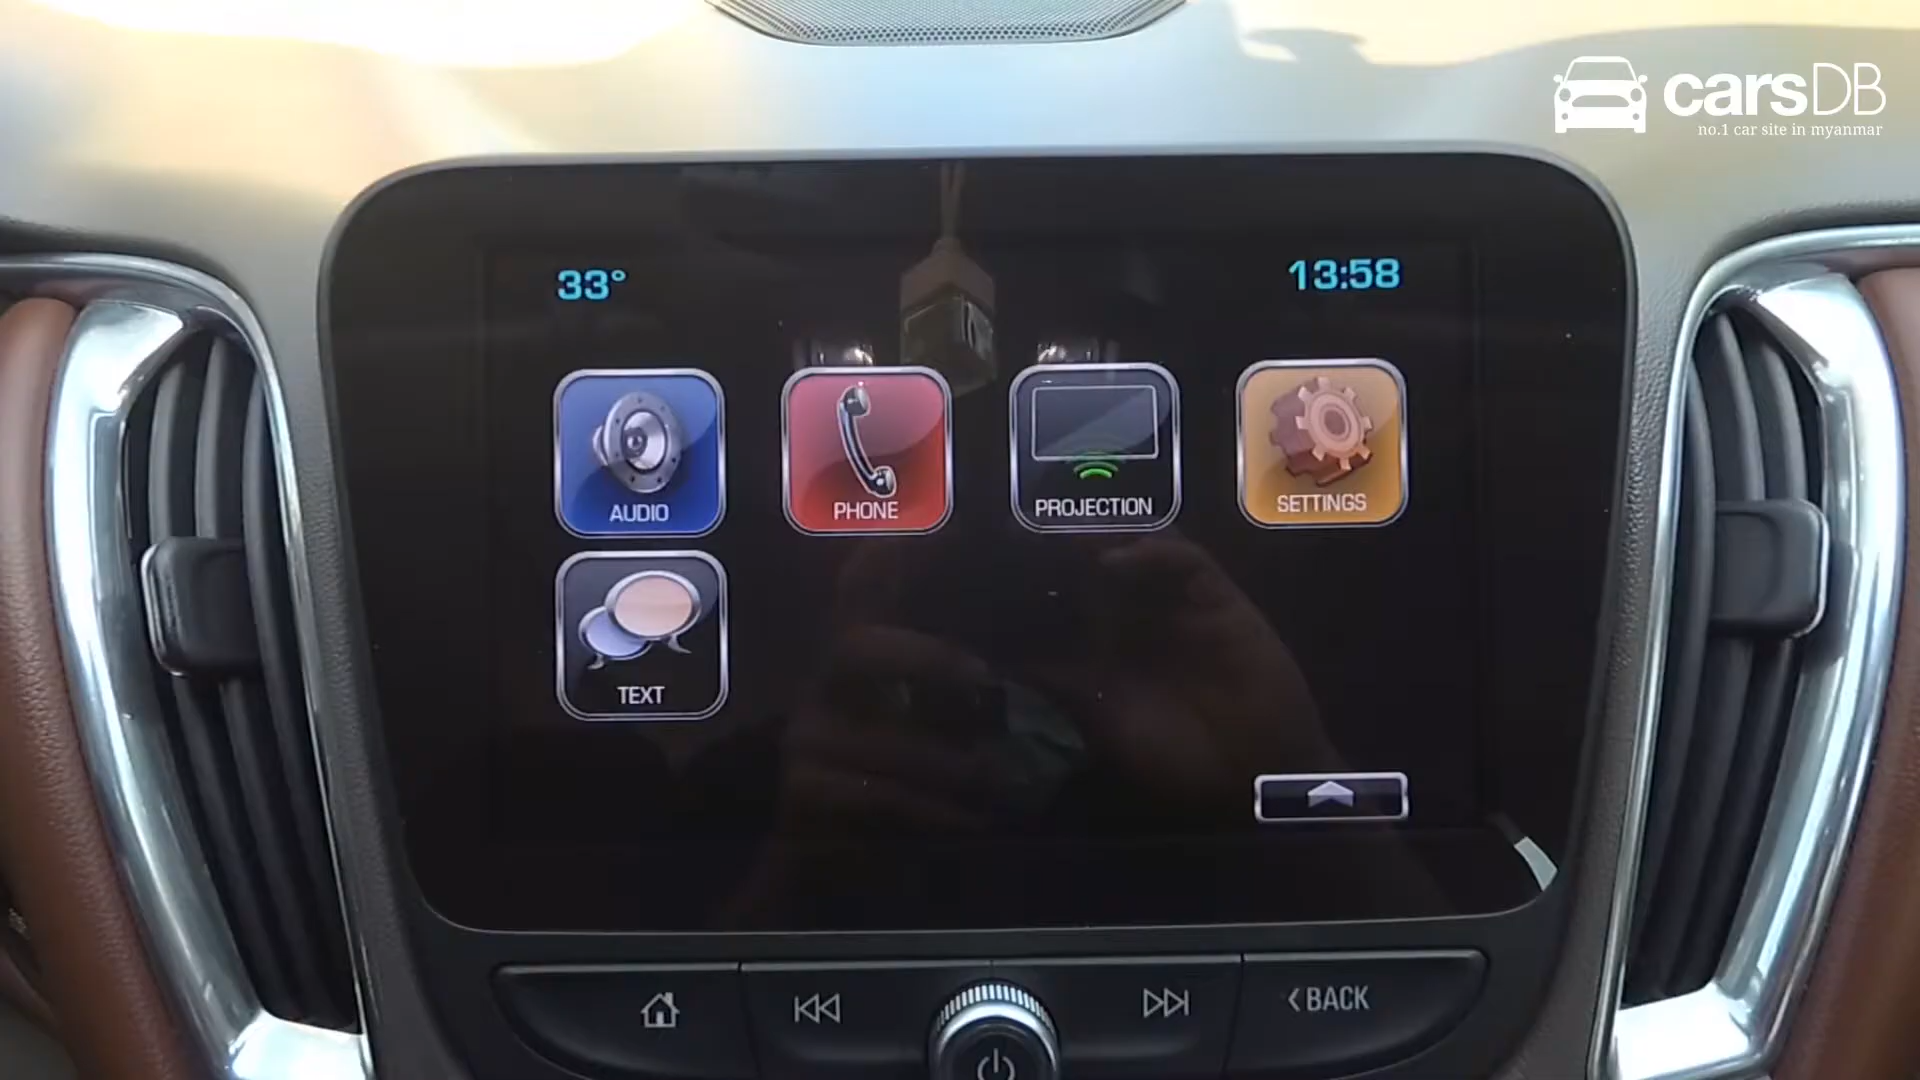 carsDB
no.1 car site in myanmar
33°
13:58
AUDIO
PHONE
PROJECTION
SETTINGS
TEXT
BACK